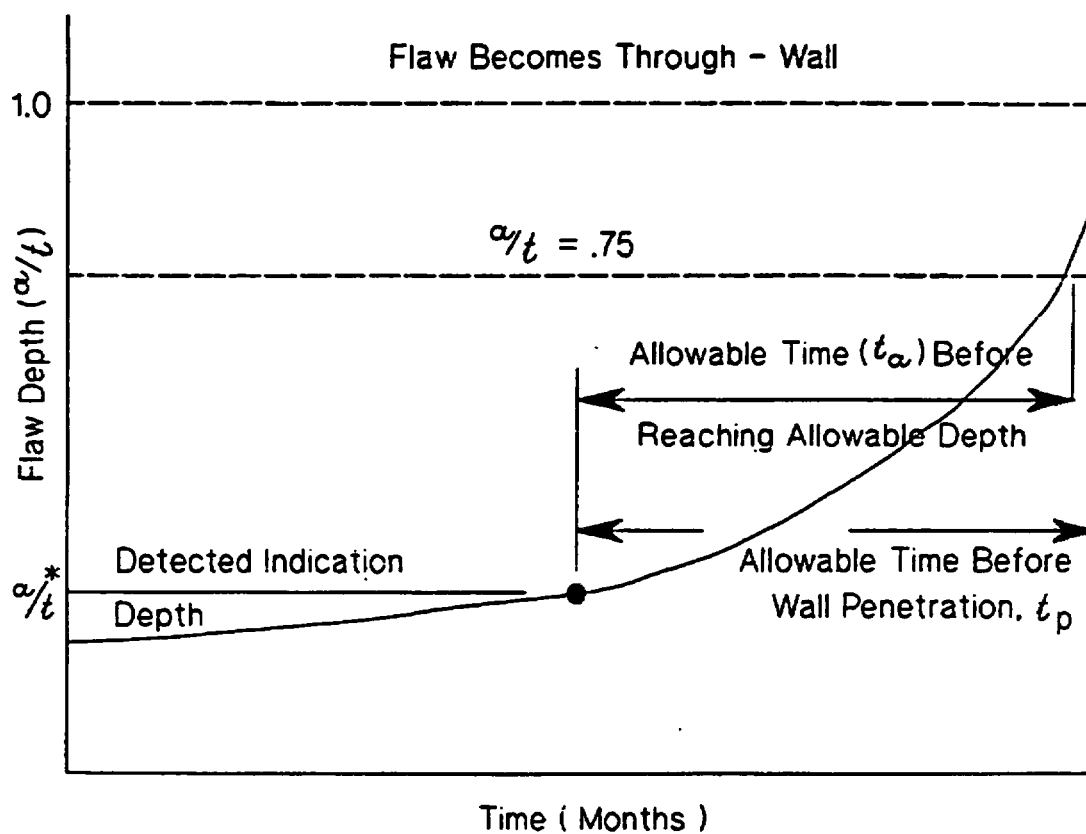 Flaw Becomes Through - Wall
1.0
a/t = .75
Flaw Depth (a/t)
Allowable Time (ta) Before
Reaching Allowable Depth
Detected Indication
Depth
a/t*
Allowable Time Before
Wall Penetration, tp
Time ( Months )